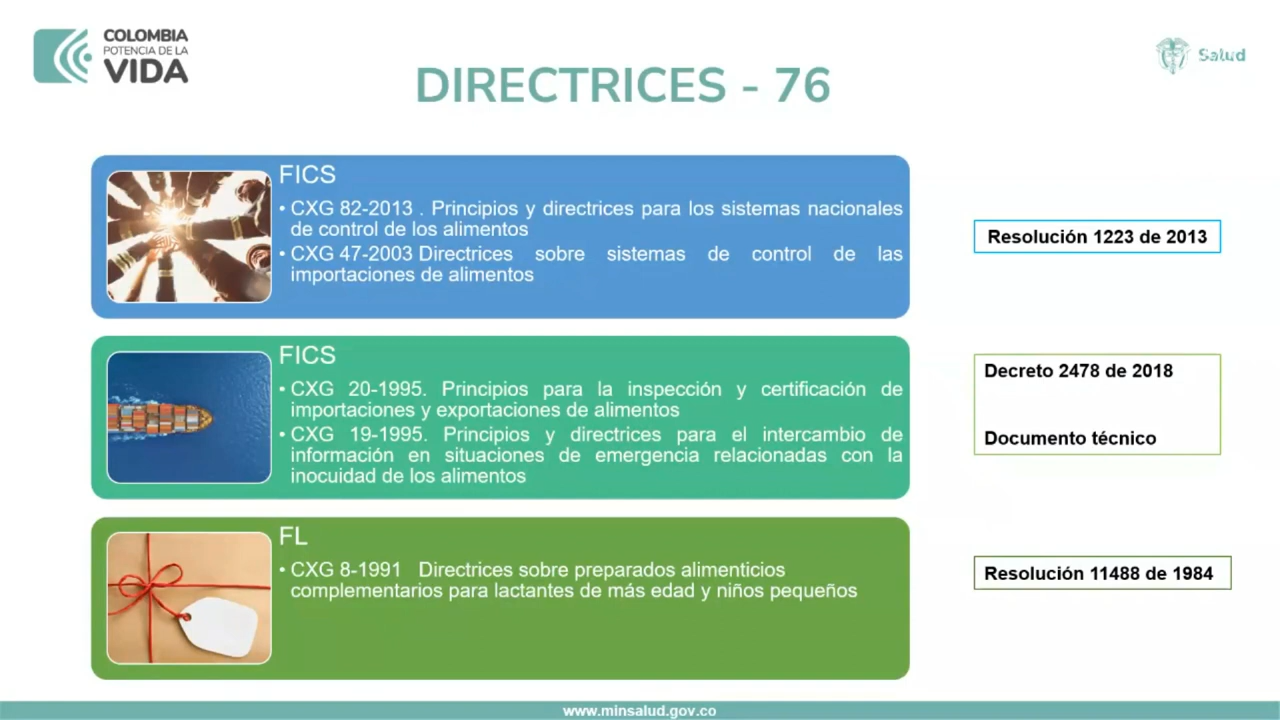 COLOMBIA
POTENCIA DE LA
VIDA
Salud
DIRECTRICES - 76
FICS
• CXG 82-2013 . Principios y directrices para los sistemas nacionales
de control de los alimentos
• CXG 47-2003 Directrices sobre sistemas de control de las
importaciones de alimentos
Resolución 1223 de 2013
FICS
• CXG 20-1995. Principios para la inspección y certificación de
importaciones y exportaciones de alimentos
• CXG 19-1995. Principios y directrices para el intercambio de
información en situaciones de emergencia relacionadas con la
inocuidad de los alimentos
Decreto 2478 de 2018
Documento técnico
FL
• CXG 8-1991 Directrices sobre preparados alimenticios
complementarios para lactantes de más edad y niños pequeños
Resolución 11488 de 1984
www.minsalud.gov.co